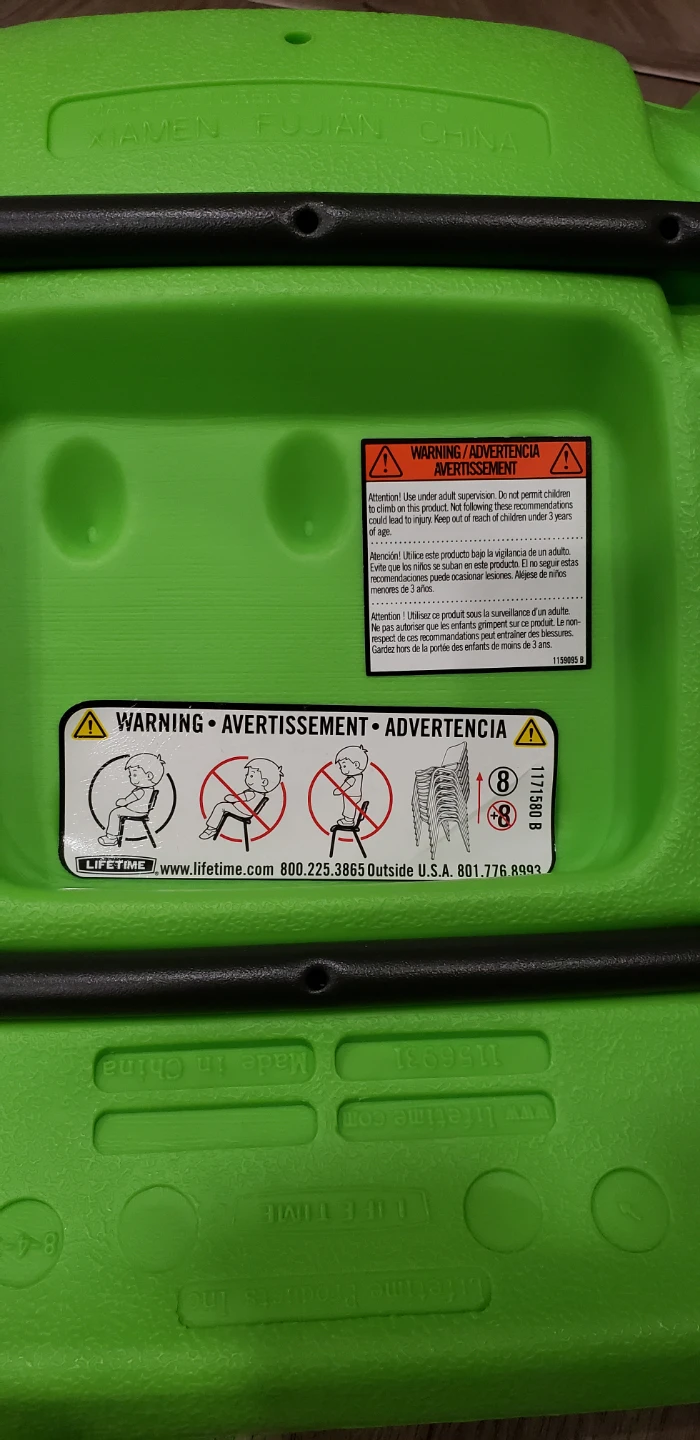 XIAMEN FUJIAN CHINA
WARNING / ADVERTENCIA
AVERTISSEMENT
Attention! Use under adult supervision. Do not permit children
to climb on this product. Not following these recommendations
could lead to injury. Keep out of reach of children under 3 years
of age.
Atención! Utilice este producto bajo la vigilancia de un adulto.
Evite que los niños se suban en este producto. El no seguir estas
recomendaciones puede ocasionar lesiones. Aléjese de niños
menores de 3 años.
Attention ! Utilisez ce produit sous la surveillance d'un adulte.
Ne pas autoriser que les enfants grimpent sur ce produit. Le non-
respect de ces recommandations peut entraîner des blessures.
Gardez hors de la portée des enfants de moins de 3 ans.
1159095 B
WARNING • AVERTISSEMENT • ADVERTENCIA
8
+8
1171580 B
LIFETIME www.lifetime.com 800.225.3865 Outside U.S.A. 801.776.8993
Made in China
1156931
www.lifetime.com
LIFETIME
Lifetime Products Inc